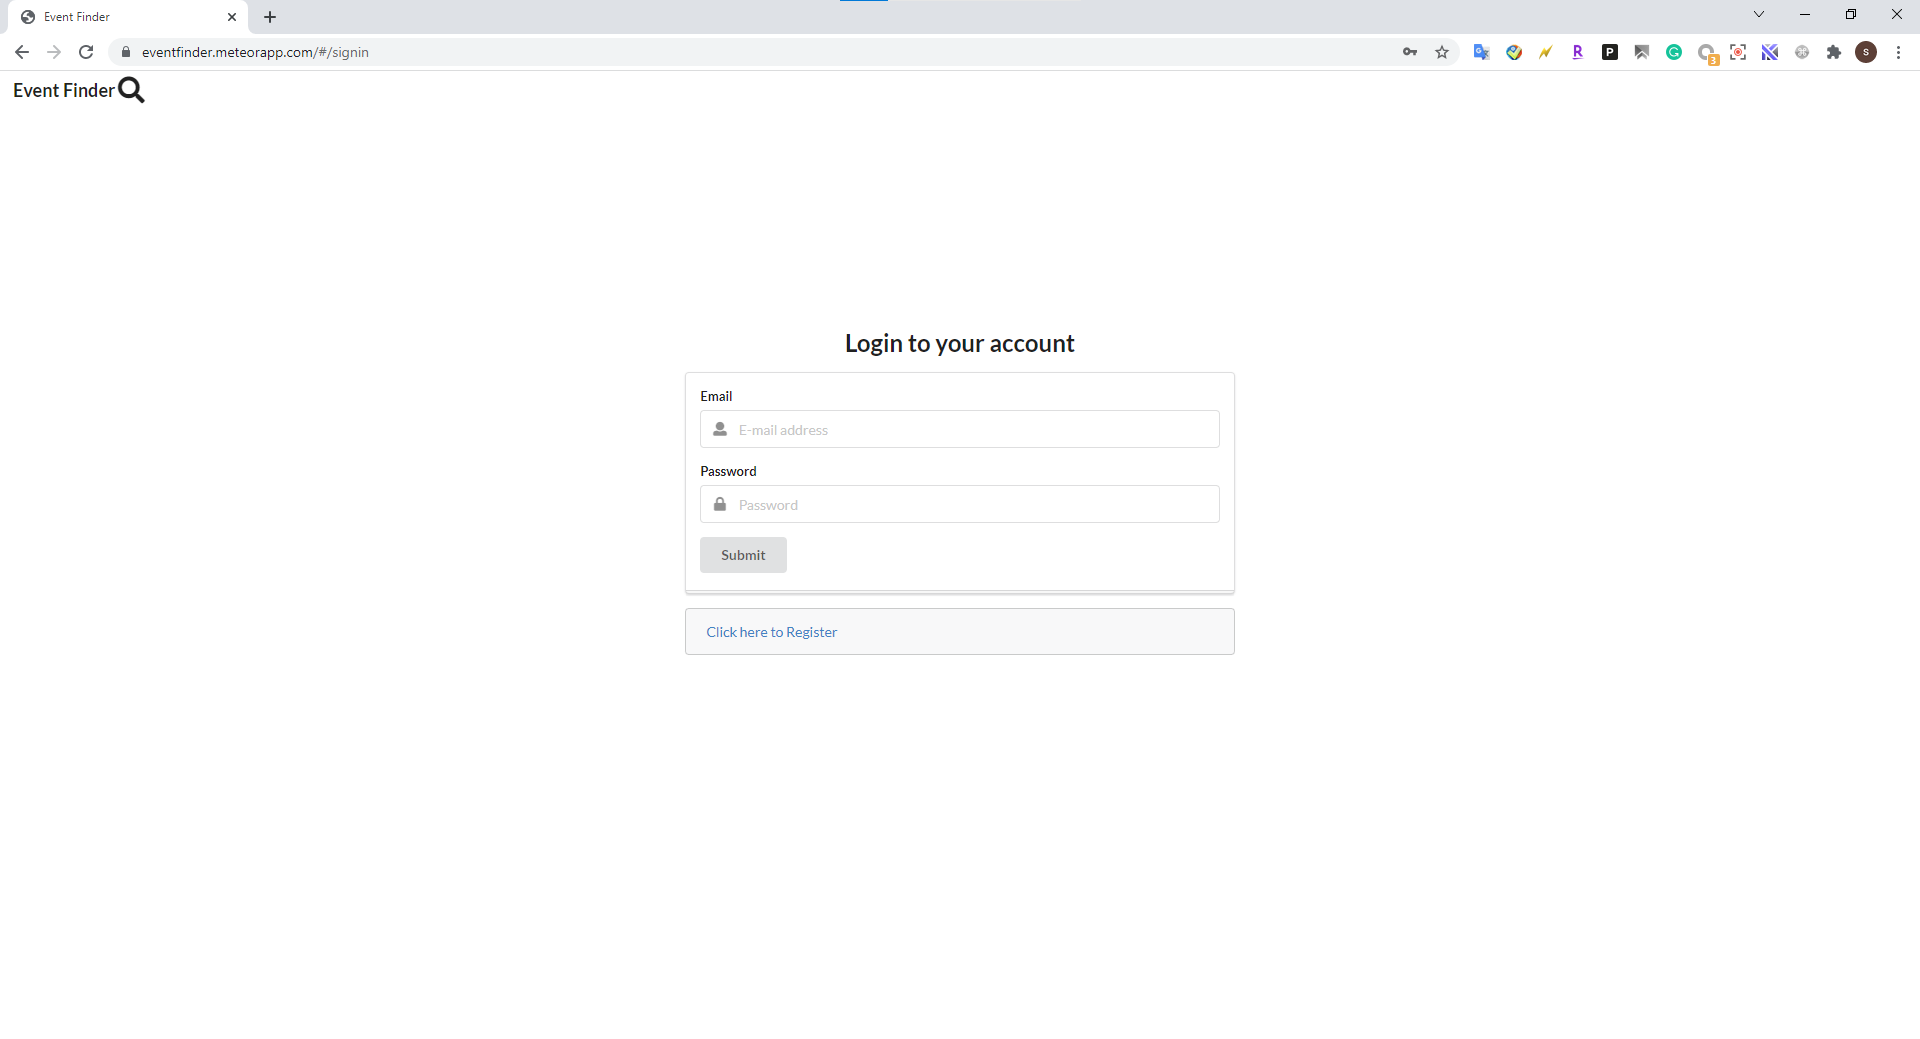 Event Finder
eventfinder.meteorapp.com/#/signin
3
S
Event Finder
Login to your account
Email
E-mail address
Password
Password
Submit
Click here to Register